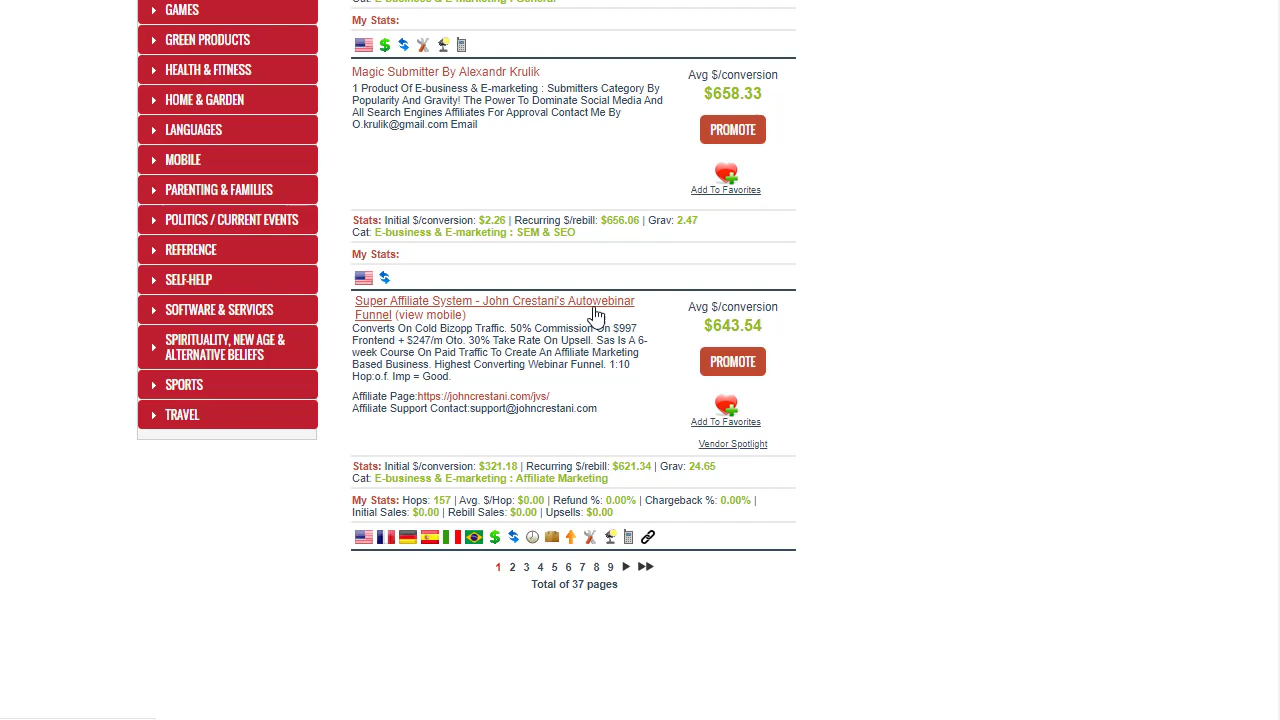 GAMES
GREEN PRODUCTS
HEALTH & FITNESS
HOME & GARDEN
LANGUAGES
MOBILE
PARENTING & FAMILIES
POLITICS / CURRENT EVENTS
REFERENCE
SELF-HELP
SOFTWARE & SERVICES
SPIRITUALITY, NEW AGE &
ALTERNATIVE BELIEFS
SPORTS
TRAVEL
Cat: E-business & E-marketing : General
My Stats:
Magic Submitter By Alexandr Krulik
1 Product Of E-business & E-marketing : Submitters Category By
Popularity And Gravity! The Power To Dominate Social Media And
All Search Engines Affiliates For Approval Contact Me By
O.krulik@gmail.com Email
Avg $/conversion
$658.33
PROMOTE
Add To Favorites
Stats: Initial $/conversion: $2.26 | Recurring $/rebill: $656.06 | Grav: 2.47
Cat: E-business & E-marketing : SEM & SEO
My Stats:
Super Affiliate System - John Crestani's Autowebinar
Funnel (view mobile)
Converts On Cold Bizopp Traffic. 50% Commission On $997
Frontend + $247/m Oto. 30% Take Rate On Upsell. Sas Is A 6-
week Course On Paid Traffic To Create An Affiliate Marketing
Based Business. Highest Converting Webinar Funnel. 1:10
Hop:o.f. Imp = Good.
Affiliate Page:https://johncrestani.com/jvs/
Affiliate Support Contact:support@johncrestani.com
Avg $/conversion
$643.54
PROMOTE
Add To Favorites
Vendor Spotlight
Stats: Initial $/conversion: $321.18 | Recurring $/rebill: $621.34 | Grav: 24.65
Cat: E-business & E-marketing : Affiliate Marketing
My Stats: Hops: 157 | Avg. $/Hop: $0.00 | Refund %: 0.00% | Chargeback %: 0.00% |
Initial Sales: $0.00 | Rebill Sales: $0.00 | Upsells: $0.00
1 2 3 4 5 6 7 8 9
Total of 37 pages